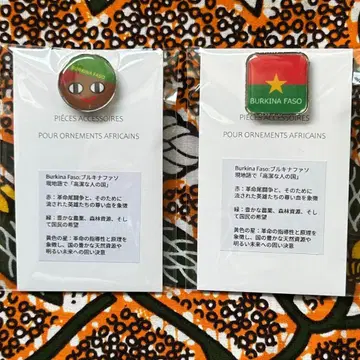 BURKINA FASO
PIÈCES ACCESSOIRES
POUR ORNEMENTS AFRICAINS
Burkina Faso:ブルキナファソ
現地語で「高潔な人の国」
赤：革命尾闘争と、そのために
流された英雄たちの尊い血を象徴
緑：豊かな農業、森林資源、そし
て国民の希望
黄色の星：革命の指導性と原理を
象徴し、国の豊かな天然資源や
明るい未来への固い決意
BURKINA FASO
PIÈCES ACCESSOIRES
POUR ORNEMENTS AFRICAINS
Burkina Faso:ブルキナファソ
現地語で「高潔な人の国」
赤：革命尾闘争と、そのために
流された英雄たちの尊い血を象徴
緑：豊かな農業、森林資源、そし
て国民の希望
黄色の星：革命の指導性と原理を
象徴し、国の豊かな天然資源や
明るい未来への固い決意